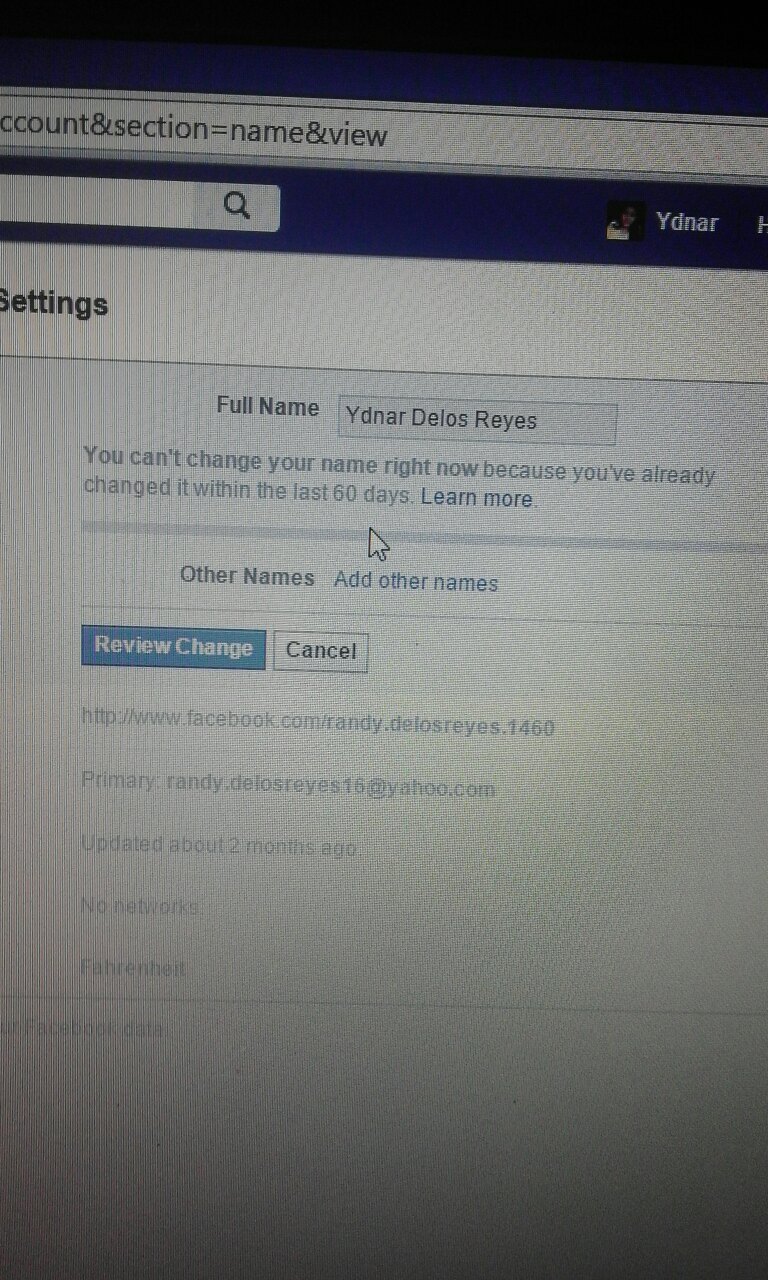 ccount&section=name&view
Ydnar H
Settings
Full Name Ydnar Delos Reyes
You can't change your name right now because you've already
changed it within the last 60 days. Learn more.
Other Names Add other names
Review Change Cancel
http://www.facebook.com/randy.delosreyes.1460
Primary: randy.delosreyes16@yahoo.com
Updated about 2 months ago.
No networks.
Fahrenheit
ur Facebook data.